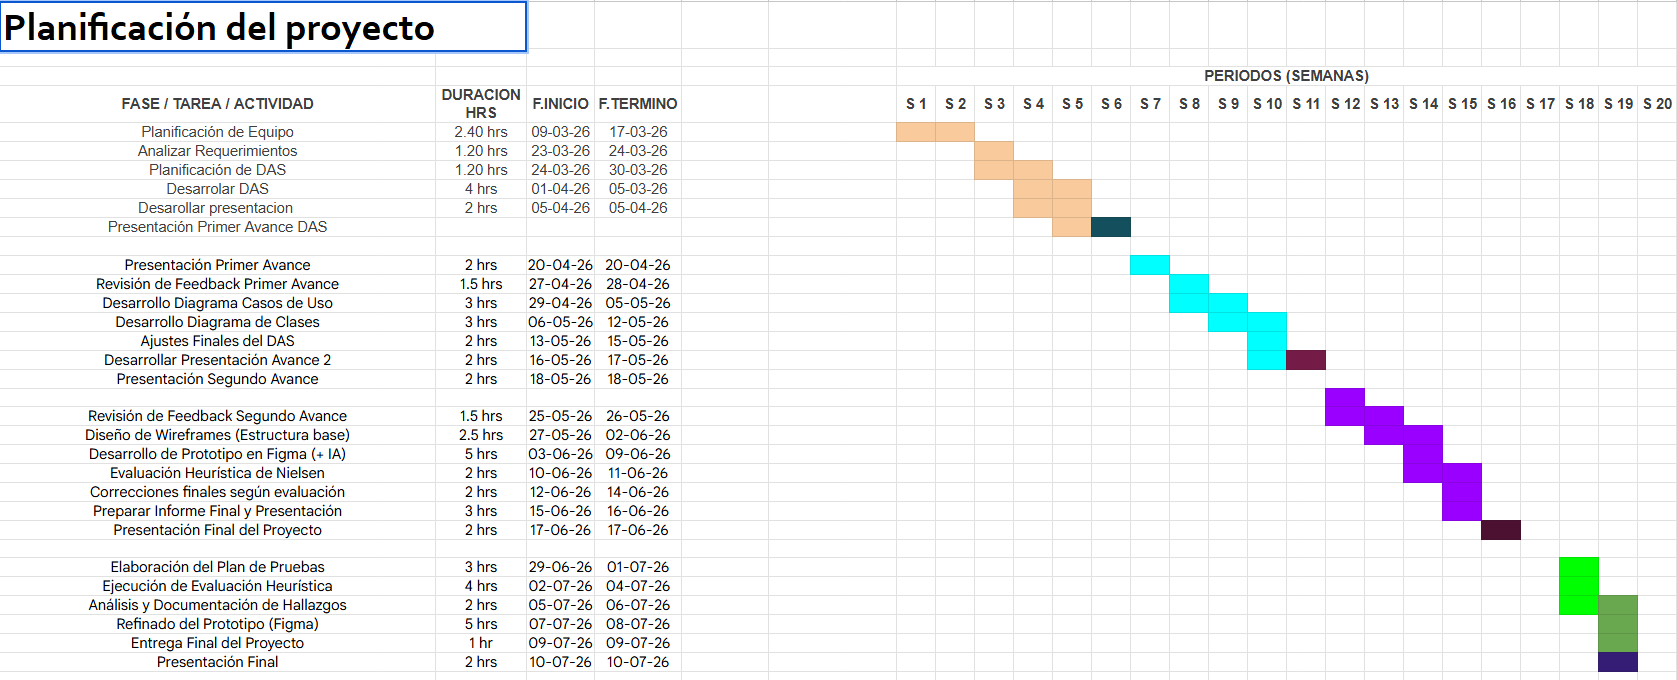 Planificación del proyecto
PERIODOS (SEMANAS)
FASE / TAREA / ACTIVIDAD DURACION HRS F.INICIO F.TERMINO S 1 S 2 S 3 S 4 S 5 S 6 S 7 S 8 S 9 S 10 S 11 S 12 S 13 S 14 S 15 S 16 S 17 S 18 S 19 S 20
Planificación de Equipo 2.40 hrs 09-03-26 17-03-26
Analizar Requerimientos 1.20 hrs 23-03-26 24-03-26
Planificación de DAS 1.20 hrs 24-03-26 30-03-26
Desarrolar DAS 4 hrs 01-04-26 05-03-26
Desarollar presentacion 2 hrs 05-04-26 05-04-26
Presentación Primer Avance DAS
Presentación Primer Avance 2 hrs 20-04-26 20-04-26
Revisión de Feedback Primer Avance 1.5 hrs 27-04-26 28-04-26
Desarrollo Diagrama Casos de Uso 3 hrs 29-04-26 05-05-26
Desarrollo Diagrama de Clases 3 hrs 06-05-26 12-05-26
Ajustes Finales del DAS 2 hrs 13-05-26 15-05-26
Desarrollar Presentación Avance 2 2 hrs 16-05-26 17-05-26
Presentación Segundo Avance 2 hrs 18-05-26 18-05-26
Revisión de Feedback Segundo Avance 1.5 hrs 25-05-26 26-05-26
Diseño de Wireframes (Estructura base) 2.5 hrs 27-05-26 02-06-26
Desarrollo de Prototipo en Figma (+ IA) 5 hrs 03-06-26 09-06-26
Evaluación Heurística de Nielsen 2 hrs 10-06-26 11-06-26
Correcciones finales según evaluación 2 hrs 12-06-26 14-06-26
Preparar Informe Final y Presentación 3 hrs 15-06-26 16-06-26
Presentación Final del Proyecto 2 hrs 17-06-26 17-06-26
Elaboración del Plan de Pruebas 3 hrs 29-06-26 01-07-26
Ejecución de Evaluación Heurística 4 hrs 02-07-26 04-07-26
Análisis y Documentación de Hallazgos 2 hrs 05-07-26 06-07-26
Refinado del Prototipo (Figma) 5 hrs 07-07-26 08-07-26
Entrega Final del Proyecto 1 hr 09-07-26 09-07-26
Presentación Final 2 hrs 10-07-26 10-07-26